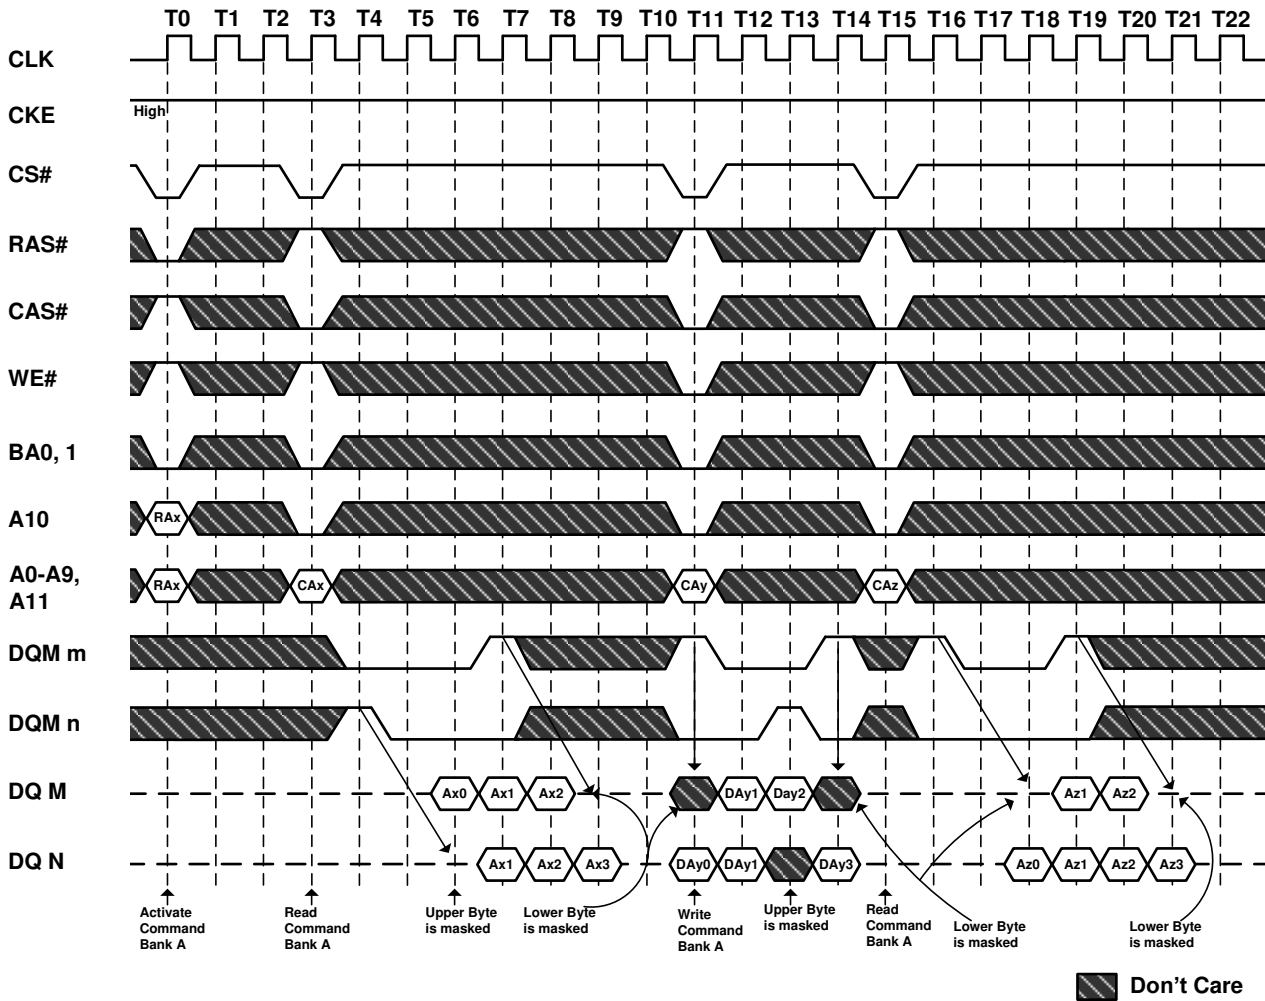 T0 T1 T2 T3 T4 T5 T6 T7 T8 T9 T10 T11 T12 T13 T14 T15 T16 T17 T18 T19 T20 T21 T22
CLK
CKE High
CS#
RAS#
CAS#
WE#
BA0, 1
A10 RAx
A0-A9,
A11 RAx CAx CAy CAz
DQM m
DQM n
DQ M Ax0 Ax1 Ax2 DAy1 Day2 Az1 Az2
DQ N Ax1 Ax2 Ax3 DAy0 DAy1 DAy3 Az0 Az1 Az2 Az3
Activate
Command
Bank A
Read
Command
Bank A
Upper Byte
is masked
Lower Byte
is masked
Write
Command
Bank A
Upper Byte
is masked
Read
Command
Bank A
Lower Byte
is masked
Lower Byte
is masked
Don't Care